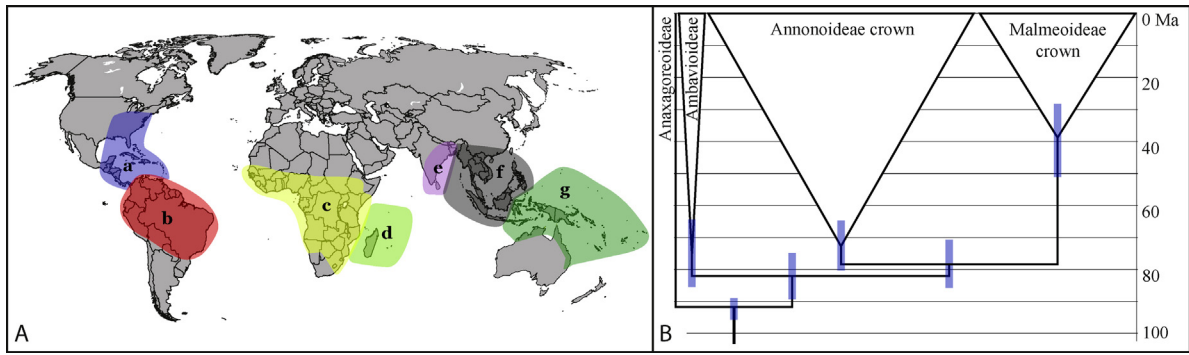 a
b
c
d
e
f
g
A
Anaxagoreoideae
Ambavioideae
Annonoideae crown
Malmeoideae
crown
0 Ma
20
40
60
80
100
B